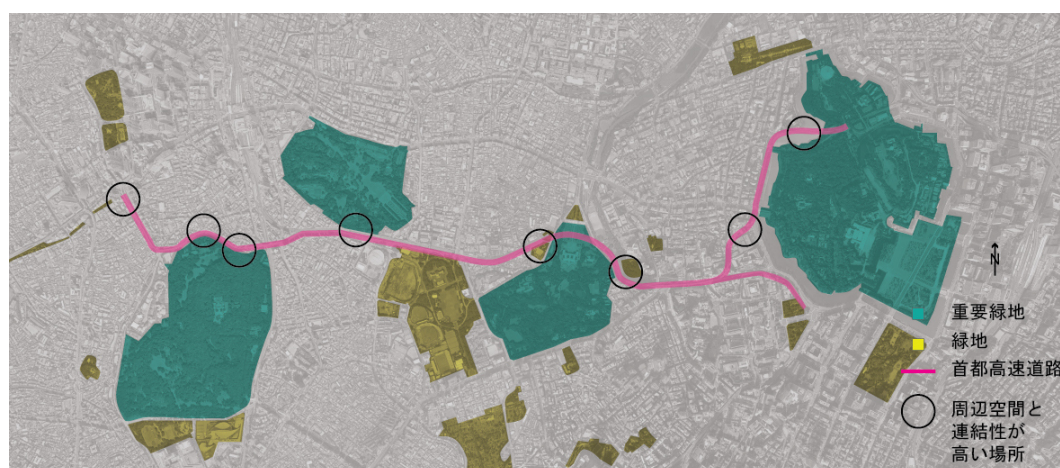 N
重要緑地
緑地
首都高速道路
周辺空間と
連結性が
高い場所